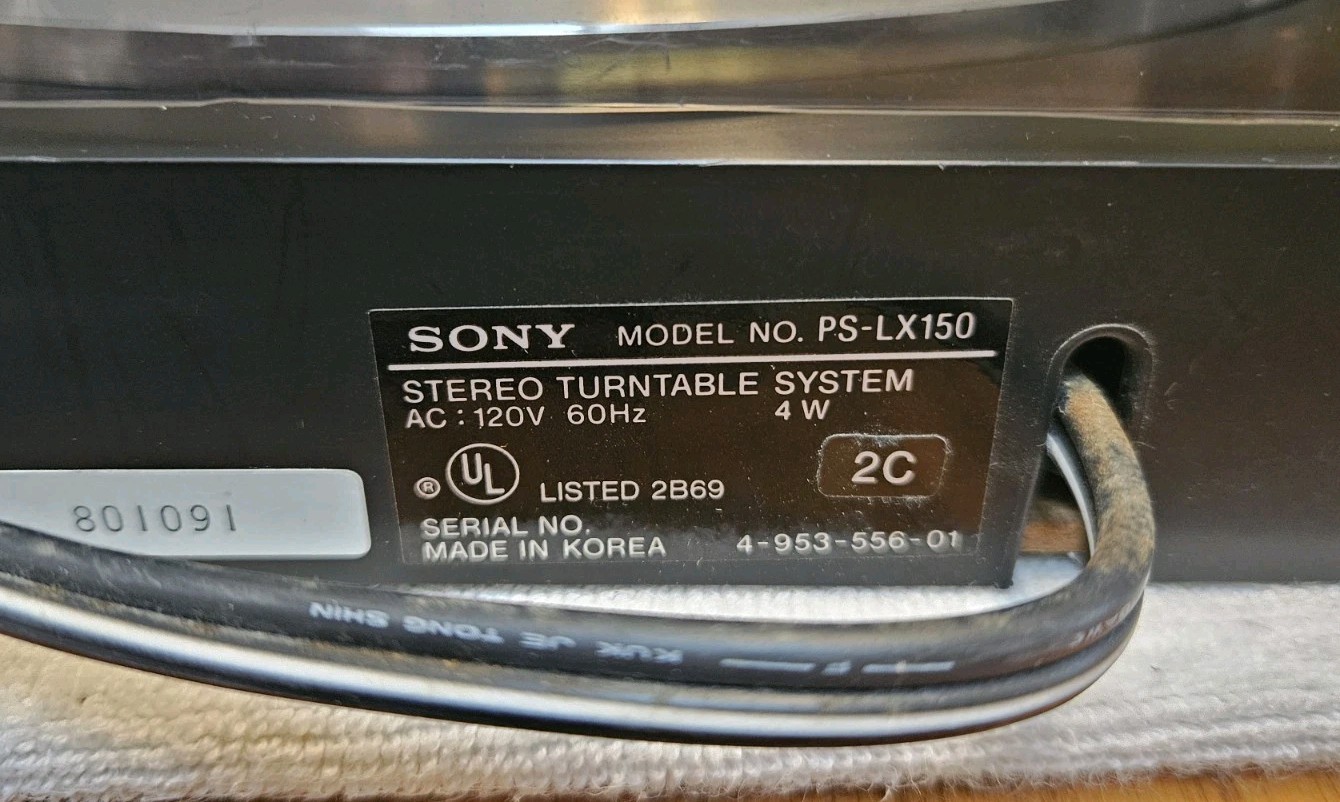 SONY MODEL NO. PS-LX150
STEREO TURNTABLE SYSTEM
AC : 120V 60Hz 4 W
® UL LISTED 2B69 2C
SERIAL NO.
MADE IN KOREA 4-953-556-01
801091
KUK JE TONG SHIN